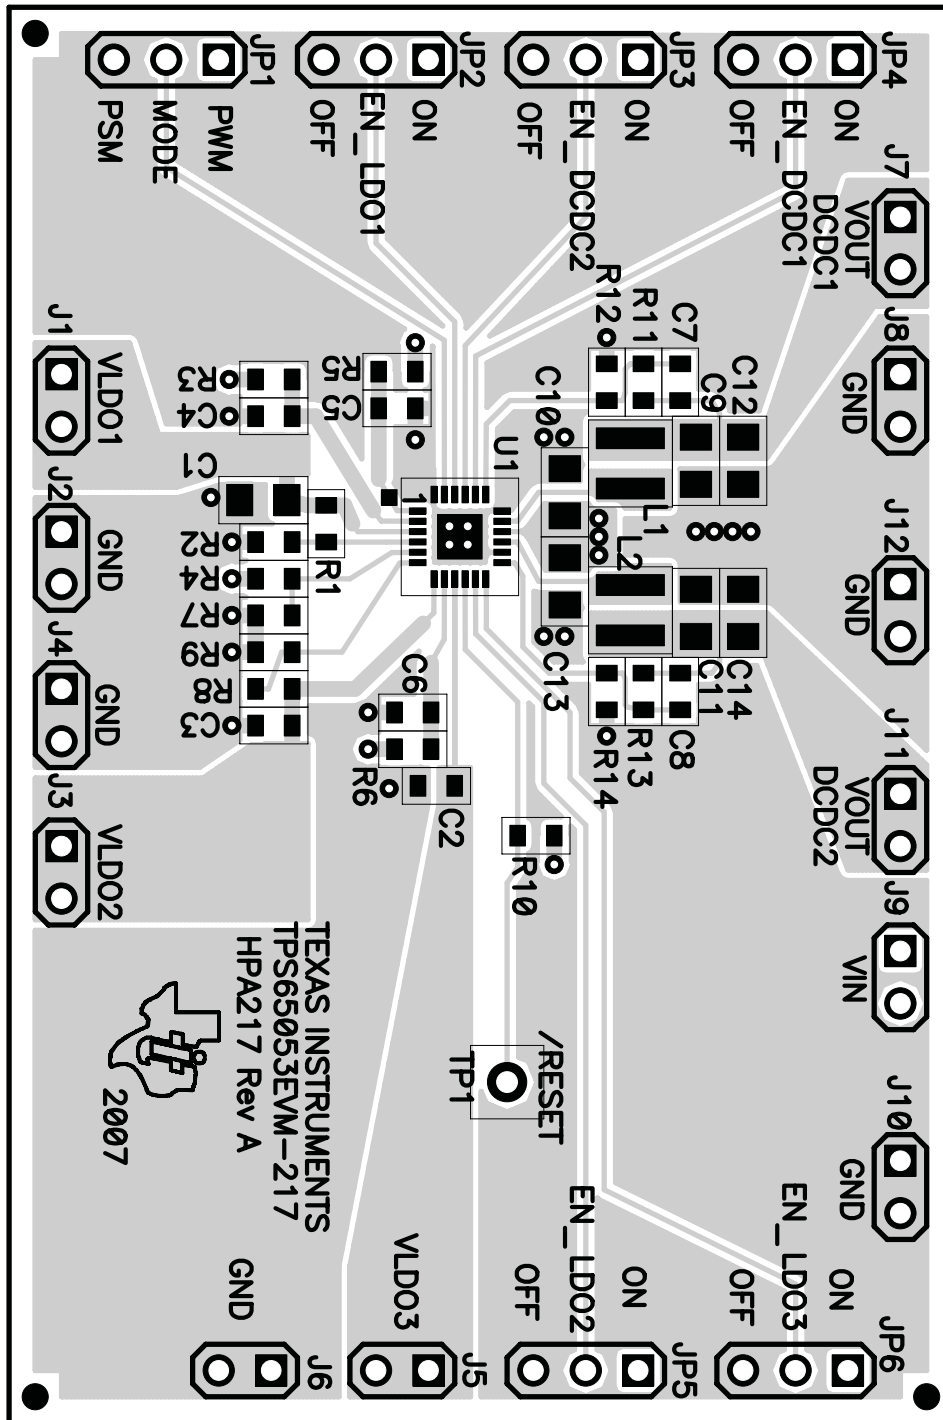 JP1
JP2
JP3
JP4
PSM
MODE
PWM
OFF
EN_LDO1
ON
OFF
EN_DCDC2
ON
OFF
EN_DCDC1
ON
J7
VOUT
DCDC1
J8
GND
J1
VLDO1
R3
C4
R5
C5
R12
R11
C7
C10
C9
C12
U1
1
C1
R1
R2
R4
R7
R9
R8
C3
L1
L2
J2
GND
J12
GND
J4
GND
C6
R6
C2
C13
C11
C14
R14
R13
C8
J11
VOUT
DCDC2
J3
VLDO2
R10
J9
VIN
TEXAS INSTRUMENTS
TPS65053EVM-217
HPA217 Rev A
2007
/RESET
TP1
J10
GND
GND
J6
VLDO3
J5
OFF
EN_LDO2
ON
JP5
OFF
EN_LDO3
ON
JP6